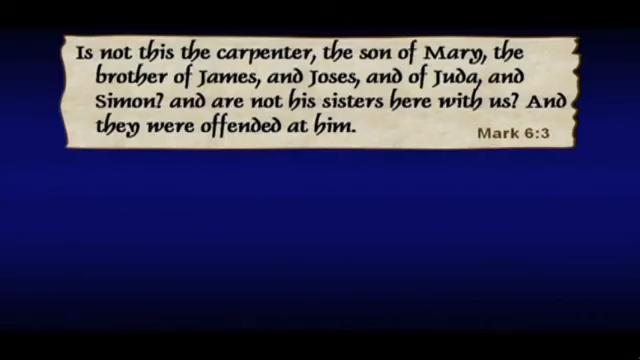 Is not this the carpenter, the son of Mary, the
brother of James, and Joses, and of Juda, and
Simon? and are not his sisters here with us? And
they were offended at him.
Mark 6:3